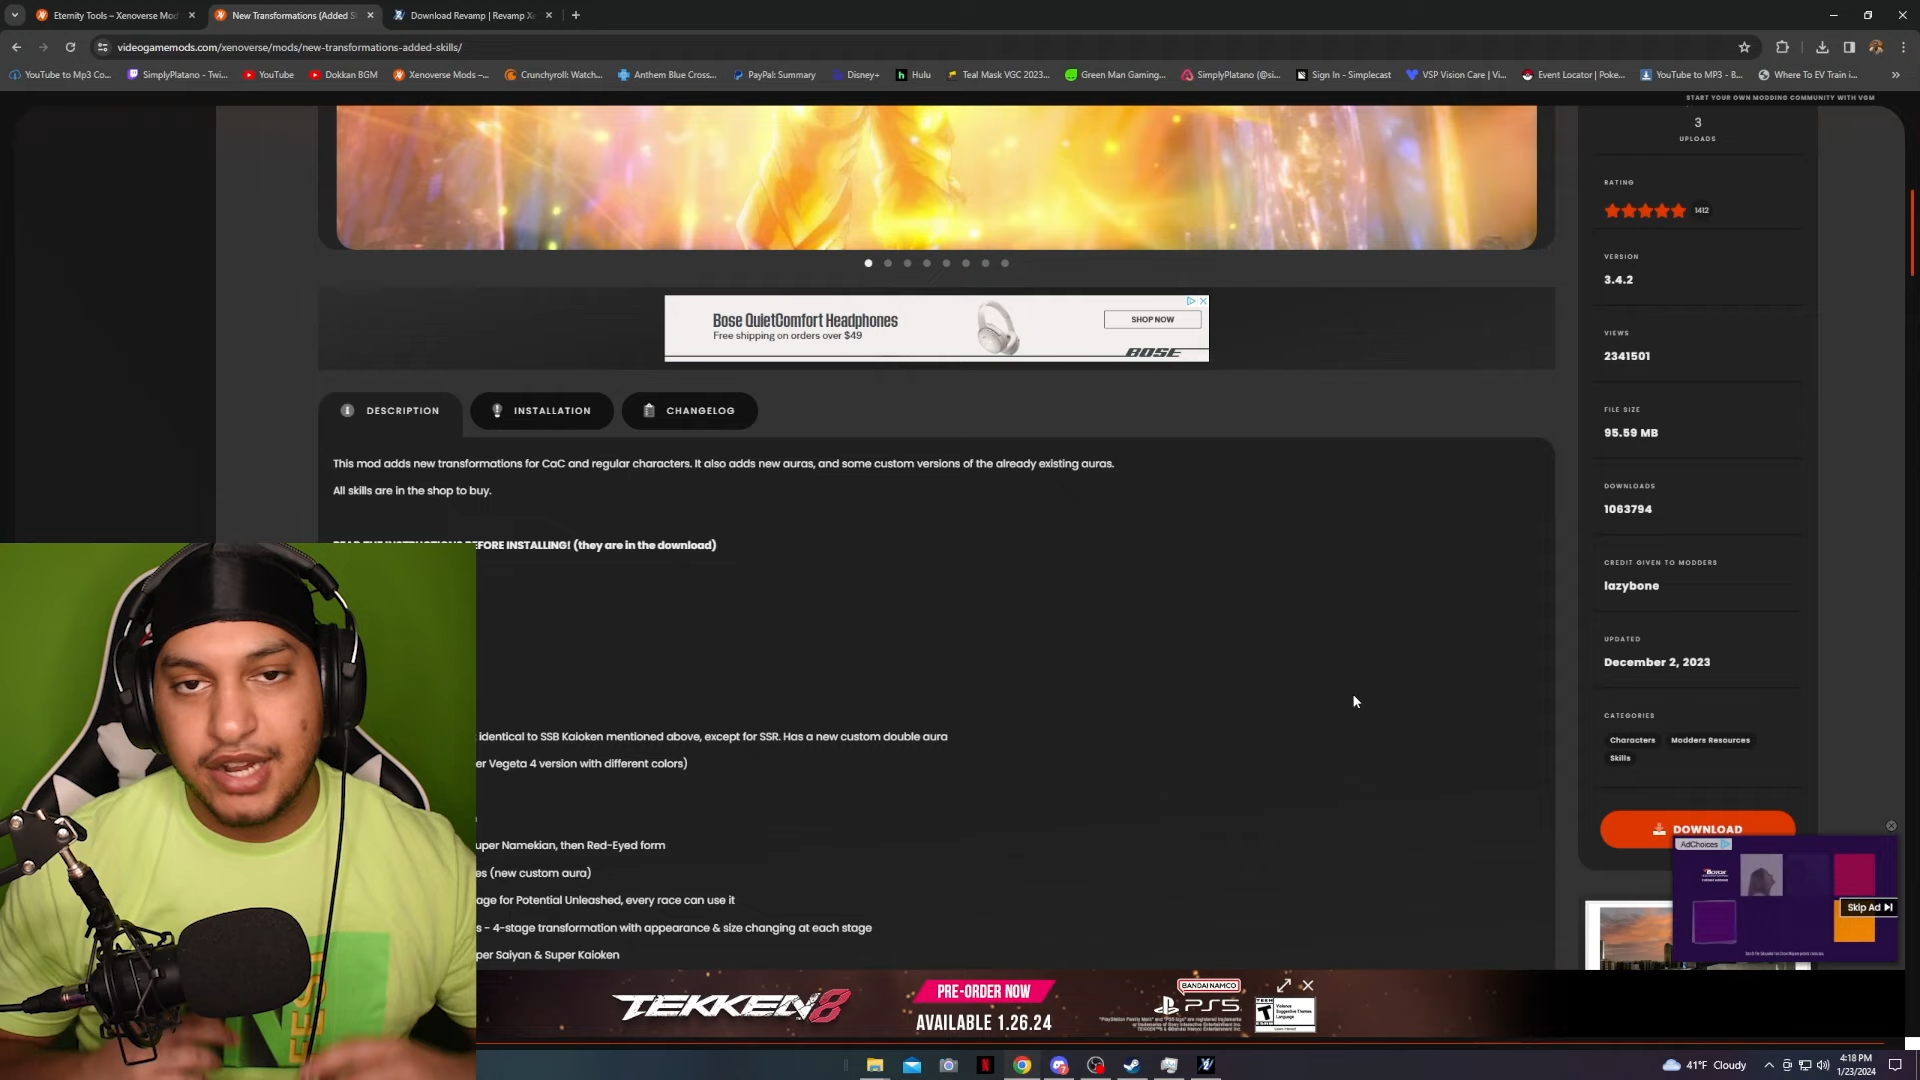 Eternity Tools – Xenoverse Mod
New Transformations (Added S
Download Revamp | Revamp Xe
videogamemods.com/xenoverse/mods/new-transformations-added-skills/
YouTube to Mp3 Co...
SimplyPlatano - Twi...
YouTube
Dokkan BGM
Xenoverse Mods –...
Crunchyroll: Watch...
Anthem Blue Cross...
PayPal: Summary
Disney+
Hulu
Teal Mask VGC 2023...
Green Man Gaming...
SimplyPlatano (@si...
Sign In - Simplecast
VSP Vision Care | Vi...
Event Locator | Poke...
YouTube to MP3 - B...
Where To EV Train i...
START YOUR OWN MODDING COMMUNITY WITH VGM
3
UPLOADS
RATING
1412
VERSION
3.4.2
VIEWS
2341501
FILE SIZE
95.59 MB
DOWNLOADS
1063794
CREDIT GIVEN TO MODDERS
lazybone
UPDATED
December 2, 2023
CATEGORIES
Characters
Modders Resources
Skills
DOWNLOAD
Bose QuietComfort Headphones
Free shipping on orders over $49
SHOP NOW
BOSE
DESCRIPTION
INSTALLATION
CHANGELOG
This mod adds new transformations for CaC and regular characters. It also adds new auras, and some custom versions of the already existing auras.
All skills are in the shop to buy.
READ THE INSTRUCTIONS BEFORE INSTALLING! (they are in the download)
identical to SSB Kaioken mentioned above, except for SSR. Has a new custom double aura
er Vegeta 4 version with different colors)
uper Namekian, then Red-Eyed form
es (new custom aura)
age for Potential Unleashed, every race can use it
s - 4-stage transformation with appearance & size changing at each stage
per Saiyan & Super Kaioken
AdChoices
BOTOX
Skip Ad
TEKKEN 8
PRE-ORDER NOW
AVAILABLE 1.26.24
BANDAI NAMCO
PS5
TEEN
T
41°F Cloudy
4:18 PM
1/23/2024